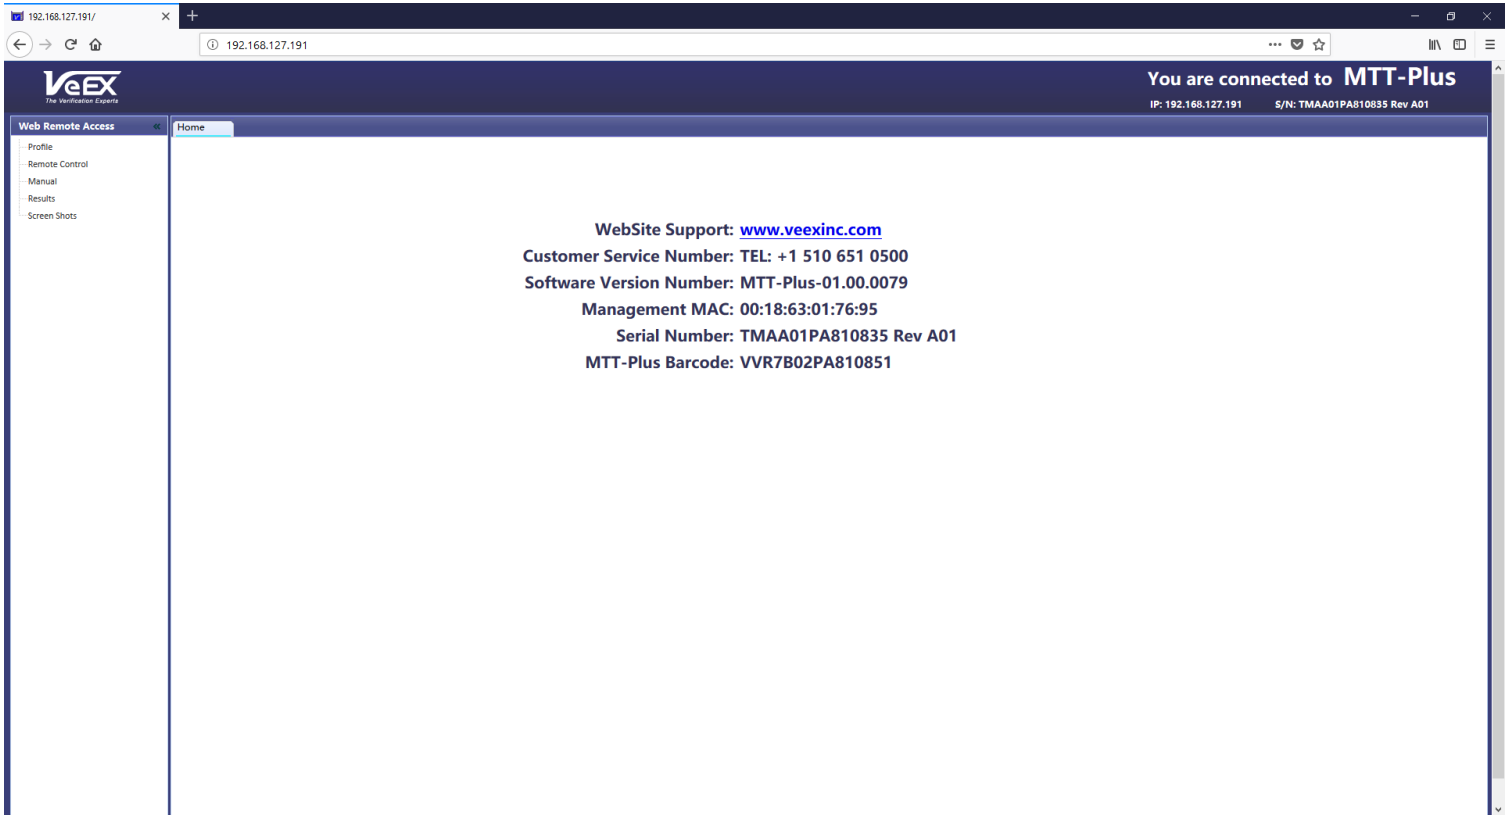 192.168.127.191/
192.168.127.191
VeEX
The Verification Experts
You are connected to MTT-Plus
IP: 192.168.127.191 S/N: TMAA01PA810835 Rev A01
Web Remote Access
Home
Profile
Remote Control
Manual
Results
Screen Shots
WebSite Support: www.veexinc.com
Customer Service Number: TEL: +1 510 651 0500
Software Version Number: MTT-Plus-01.00.0079
Management MAC: 00:18:63:01:76:95
Serial Number: TMAA01PA810835 Rev A01
MTT-Plus Barcode: VVR7B02PA810851